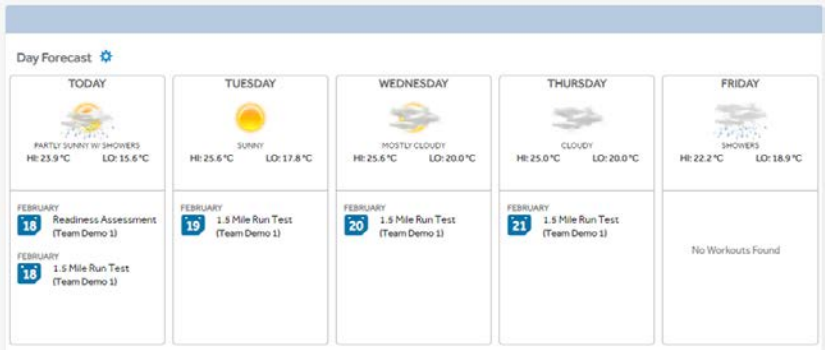 Day Forecast
TODAY
PARTLY SUNNY W/ SHOWERS
HI: 23.9 °C LO: 15.6 °C
FEBRUARY
18 Readiness Assessment
(Team Demo 1)
FEBRUARY
18 1.5 Mile Run Test
(Team Demo 1)
TUESDAY
SUNNY
HI: 25.6 °C LO: 17.8 °C
FEBRUARY
19 1.5 Mile Run Test
(Team Demo 1)
WEDNESDAY
MOSTLY CLOUDY
HI: 25.6 °C LO: 20.0 °C
FEBRUARY
20 1.5 Mile Run Test
(Team Demo 1)
THURSDAY
CLOUDY
HI: 25.0 °C LO: 20.0 °C
FEBRUARY
21 1.5 Mile Run Test
(Team Demo 1)
FRIDAY
SHOWERS
HI: 22.2 °C LO: 18.9 °C
No Workouts Found